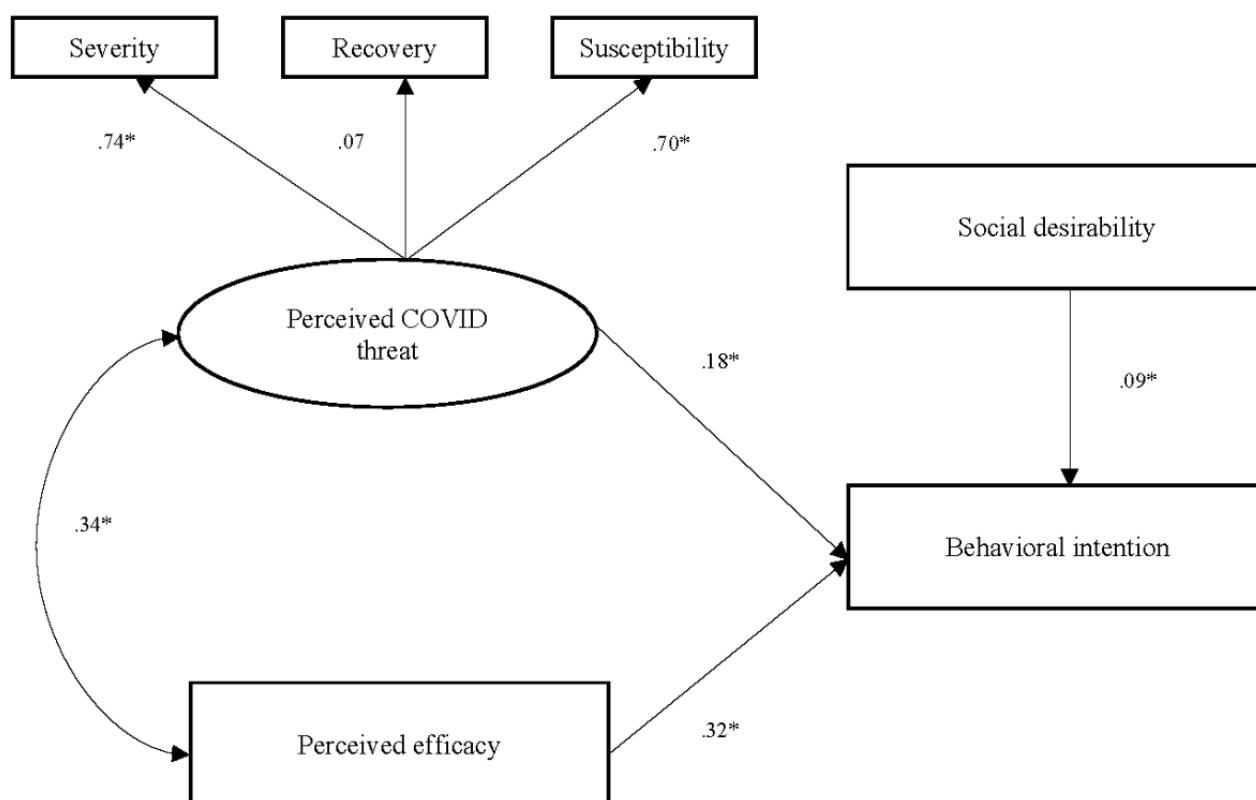 Severity
Recovery
Susceptibility
.74*
.07
.70*
Social desirability
Perceived COVID
threat
.18*
.09*
.34*
Behavioral intention
.32*
Perceived efficacy